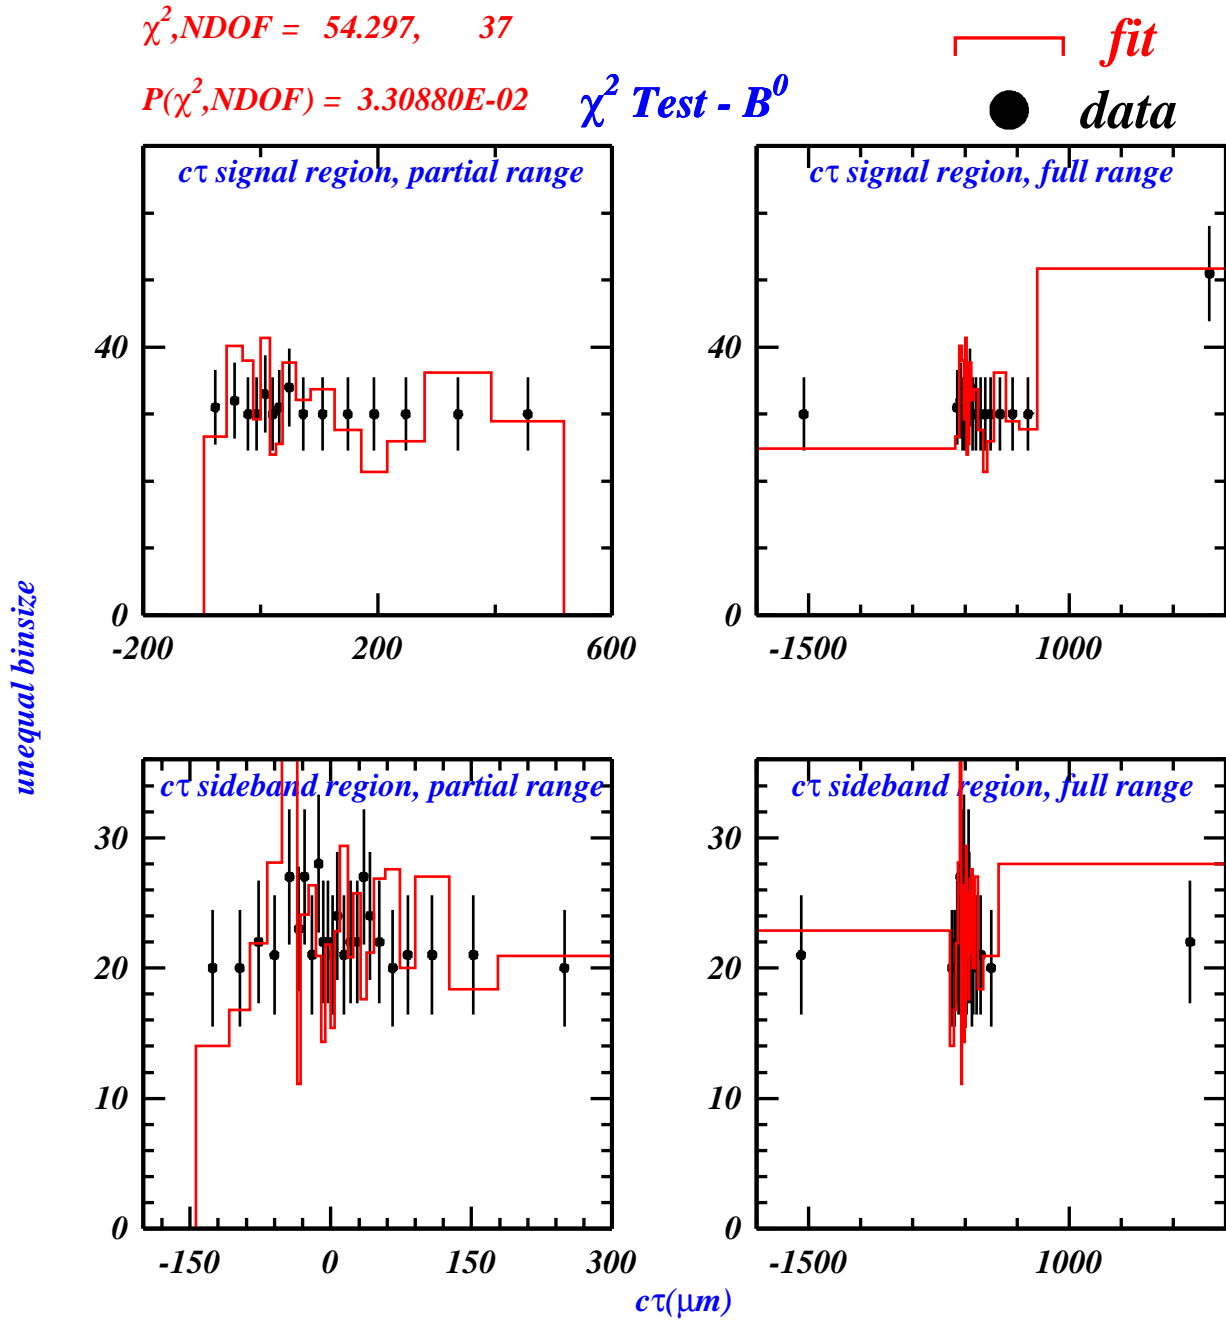 χ²,NDOF = 54.297, 37
P(χ²,NDOF) = 3.30880E-02
χ² Test - B⁰
fit
data
cτ signal region, partial range
cτ signal region, full range
40
0
-200 200 600
40
0
-1500 1000
unequal binsize
cτ sideband region, partial range
cτ sideband region, full range
30
20
10
0
-150 0 150 300
30
20
10
0
-1500 1000
cτ(μm)